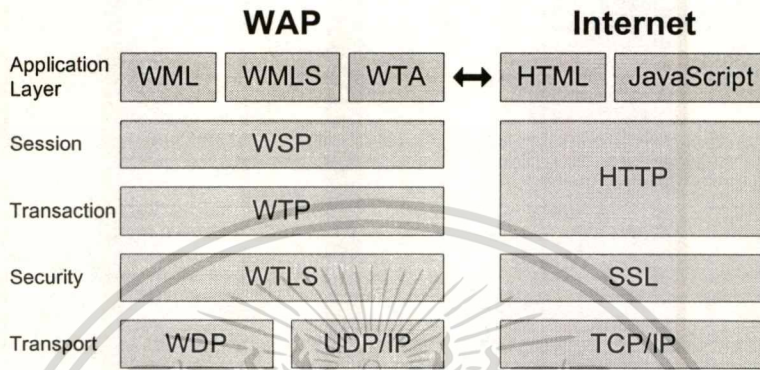 WAP Internet
Application Layer WML WMLS WTA HTML JavaScript
Session WSP
HTTP
Transaction WTP
Security WTLS SSL
Transport WDP UDP/IP TCP/IP